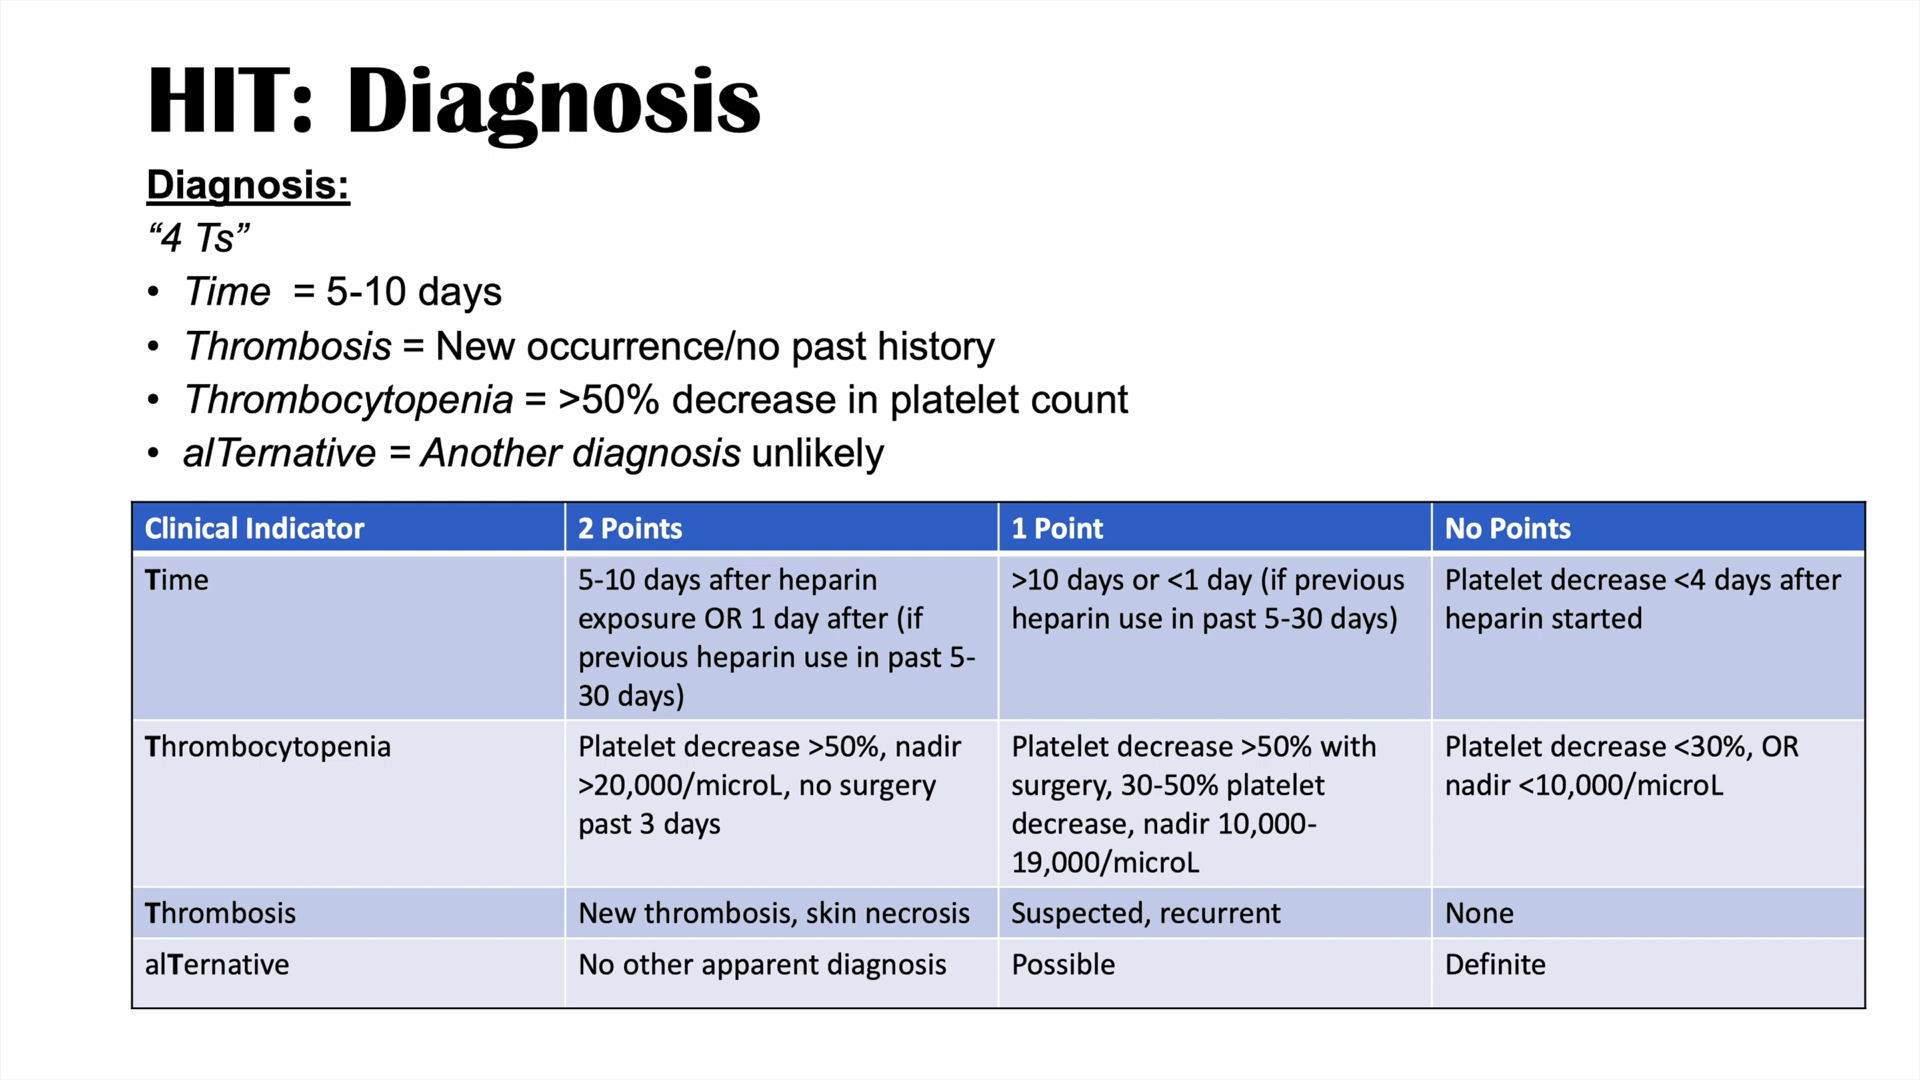 HIT: Diagnosis
Diagnosis:
“4 Ts”
• Time = 5-10 days
• Thrombosis = New occurrence/no past history
• Thrombocytopenia = >50% decrease in platelet count
• alTernative = Another diagnosis unlikely
Clinical Indicator
2 Points
1 Point
No Points
Time
5-10 days after heparin
exposure OR 1 day after (if
previous heparin use in past 5-
30 days)
>10 days or <1 day (if previous
heparin use in past 5-30 days)
Platelet decrease <4 days after
heparin started
Thrombocytopenia
Platelet decrease >50%, nadir
>20,000/microL, no surgery
past 3 days
Platelet decrease >50% with
surgery, 30-50% platelet
decrease, nadir 10,000-
19,000/microL
Platelet decrease <30%, OR
nadir <10,000/microL
Thrombosis
New thrombosis, skin necrosis
Suspected, recurrent
None
alTernative
No other apparent diagnosis
Possible
Definite